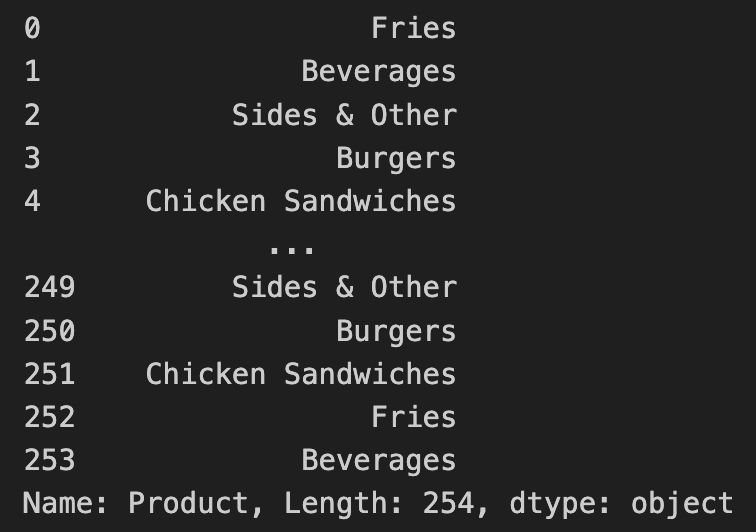 0 Fries
1 Beverages
2 Sides & Other
3 Burgers
4 Chicken Sandwiches
...
249 Sides & Other
250 Burgers
251 Chicken Sandwiches
252 Fries
253 Beverages
Name: Product, Length: 254, dtype: object